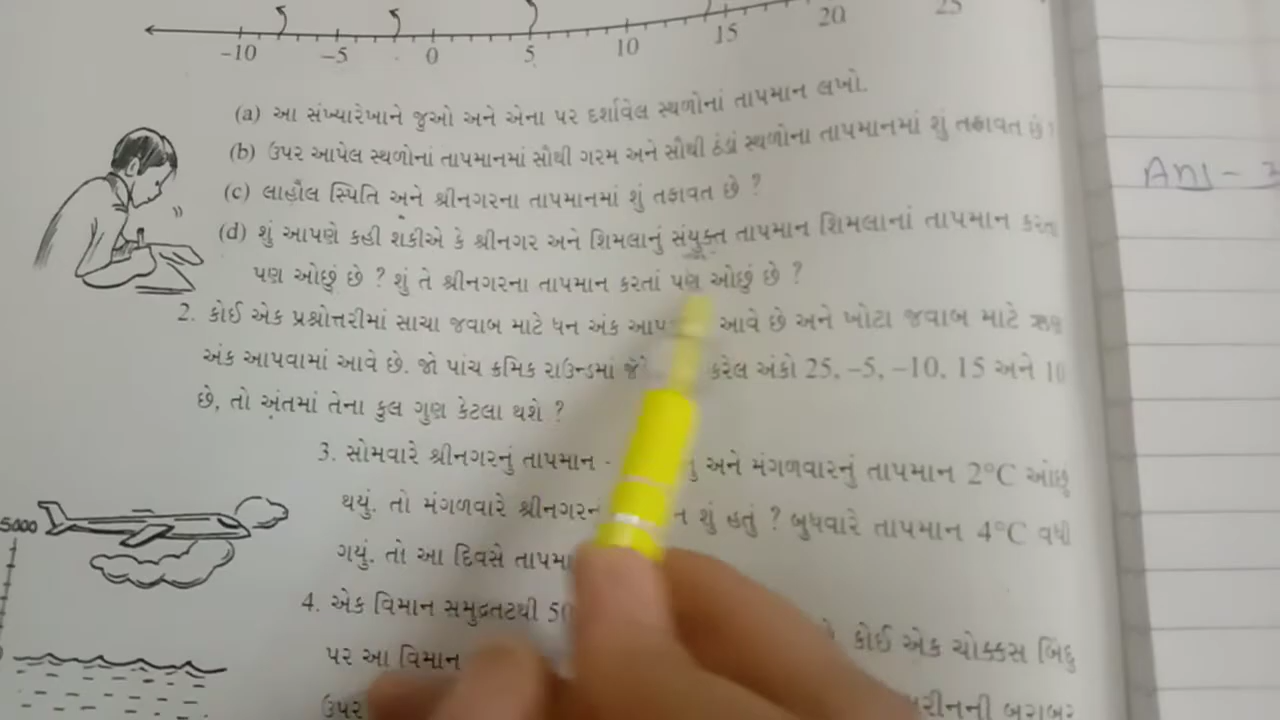 -10 -5 0 5 10 15 20 25
(a) આ સંખ્યારેખાને જુઓ અને એના પર દર્શાવેલ સ્થળોનાં તાપમાન લખો.
(b) ઉપર આપેલ સ્થળોનાં તાપમાનમાં સૌથી ગરમ અને સૌથી ઠંડાં સ્થળોના તાપમાનમાં શું તફાવત છે ?
(c) લાહૌલ સ્પિતિ અને શ્રીનગરના તાપમાનમાં શું તફાવત છે ?
(d) શું આપણે કહી શકીએ કે શ્રીનગર અને શિમલાનું સંયુક્ત તાપમાન શિમલાનાં તાપમાન કરતા
પણ ઓછું છે ? શું તે શ્રીનગરના તાપમાન કરતાં પણ ઓછું છે ?
2. કોઈ એક પ્રશ્નોત્તરીમાં સાચા જવાબ માટે ધન અંક આવે છે અને ખોટા જવાબ માટે ઋણ
અંક આપવામાં આવે છે. જો પાંચ ક્રમિક રાઉન્ડમાં કરેલ અંકો 25, –5, –10, 15 અને 10
છે, તો અંતમાં તેના કુલ ગુણ કેટલા થશે ?
3. સોમવારે શ્રીનગરનું તાપમાન - અને મંગળવારનું તાપમાન 2°C ઓછું
થયું. તો મંગળવારે શું હતું ? બુધવારે તાપમાન 4°C વધી
ગયું. તો આ દિવસે
5000
4. એક વિમાન સમુદ્રતટથી કોઈ એક ચોક્કસ બિંદુ
પર આ વિમાન
ઉપર બરાબર
Ans - 3